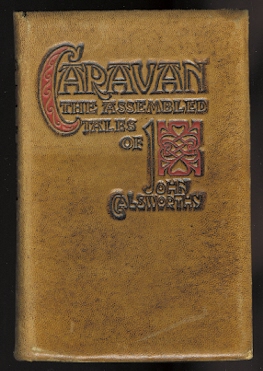 CARAVAN
THE ASSEMBLED
TALES
OF
JOHN
GALSWORTHY